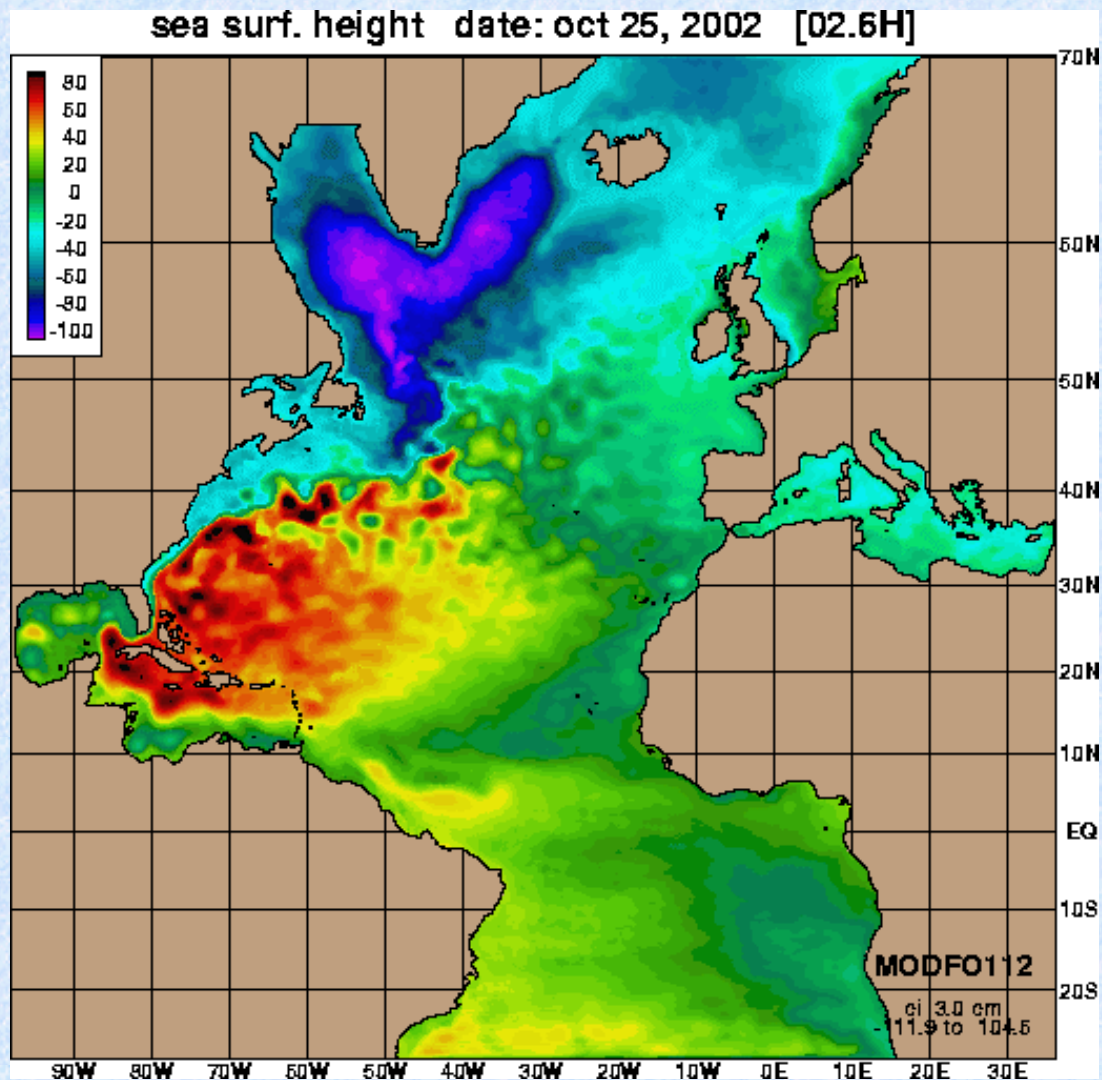 sea surf. height date: oct 25, 2002 [02.6H]
80
60
40
20
0
-20
-40
-60
-80
-100
70N
60N
50N
40N
30N
20N
10N
EQ
10S
20S
MODFO112
ci 3.0 cm
-111.9 to 104.5
90W 80W 70W 60W 50W 40W 30W 20W 10W 0E 10E 20E 30E